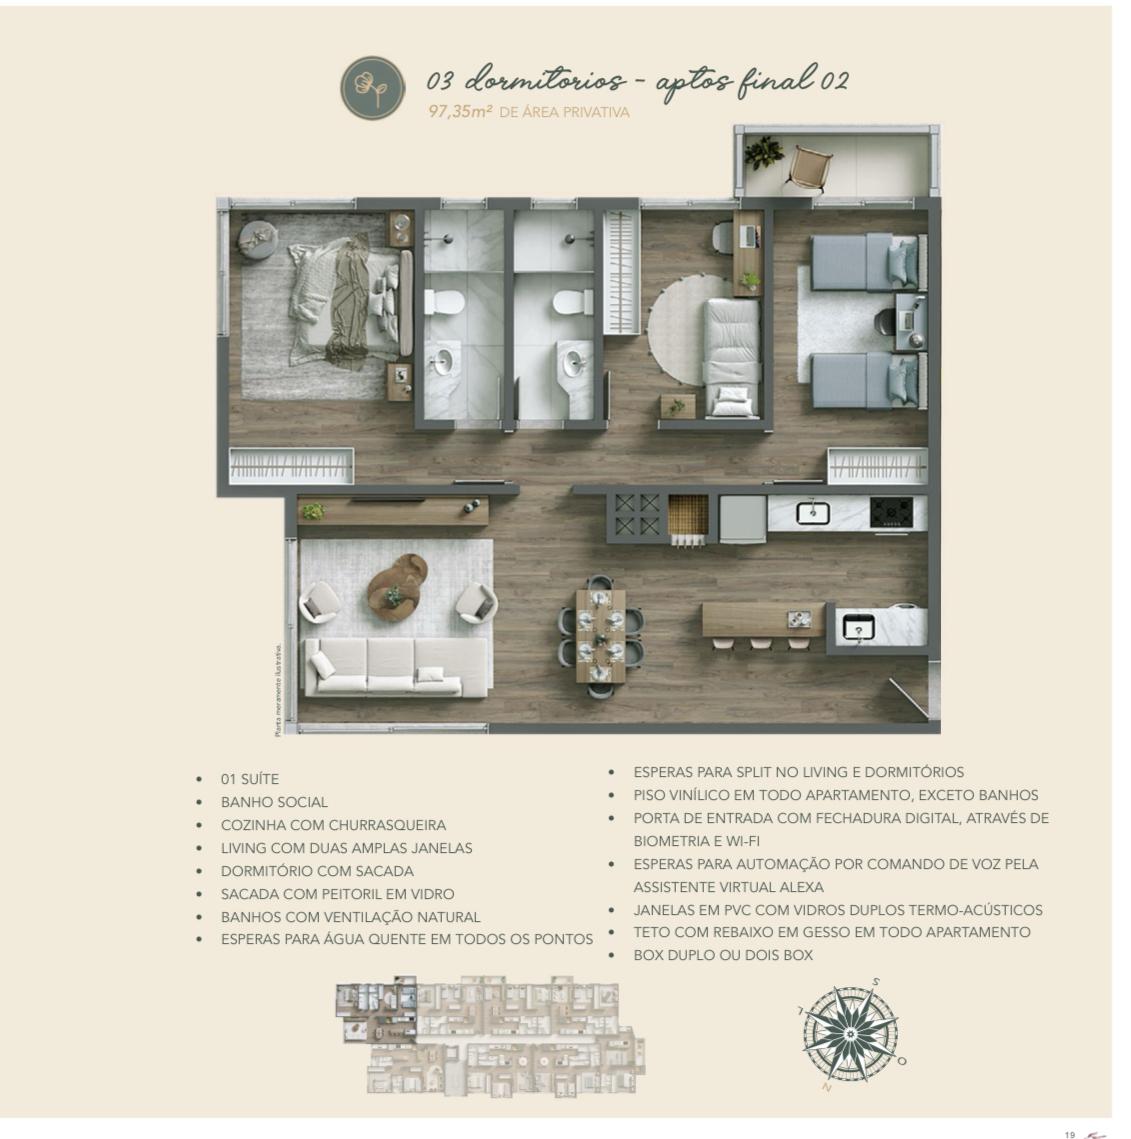 03 dormitorios - aptos final 02
97,35m² DE ÁREA PRIVATIVA
Planta meramente ilustrativa.
• 01 SUÍTE
• BANHO SOCIAL
• COZINHA COM CHURRASQUEIRA
• LIVING COM DUAS AMPLAS JANELAS
• DORMITÓRIO COM SACADA
• SACADA COM PEITORIL EM VIDRO
• BANHOS COM VENTILAÇÃO NATURAL
• ESPERAS PARA ÁGUA QUENTE EM TODOS OS PONTOS
• ESPERAS PARA SPLIT NO LIVING E DORMITÓRIOS
• PISO VINÍLICO EM TODO APARTAMENTO, EXCETO BANHOS
• PORTA DE ENTRADA COM FECHADURA DIGITAL, ATRAVÉS DE
BIOMETRIA E WI-FI
• ESPERAS PARA AUTOMAÇÃO POR COMANDO DE VOZ PELA
ASSISTENTE VIRTUAL ALEXA
• JANELAS EM PVC COM VIDROS DUPLOS TERMO-ACÚSTICOS
• TETO COM REBAIXO EM GESSO EM TODO APARTAMENTO
• BOX DUPLO OU DOIS BOX
S
L
O
N
19